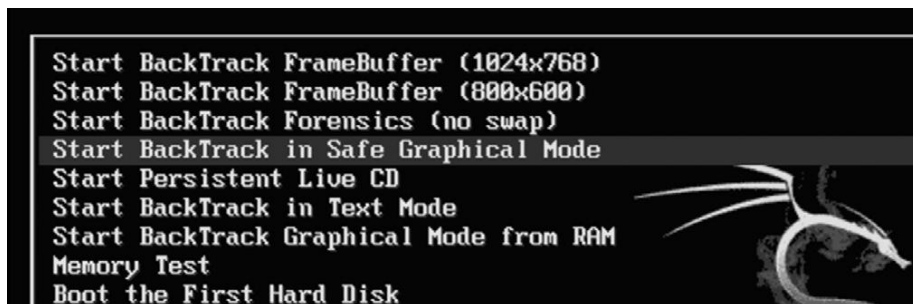 Start BackTrack FrameBuffer (1024x768)
Start BackTrack FrameBuffer (800x600)
Start BackTrack Forensics (no swap)
Start BackTrack in Safe Graphical Mode
Start Persistent Live CD
Start BackTrack in Text Mode
Start BackTrack Graphical Mode from RAM
Memory Test
Boot the First Hard Disk